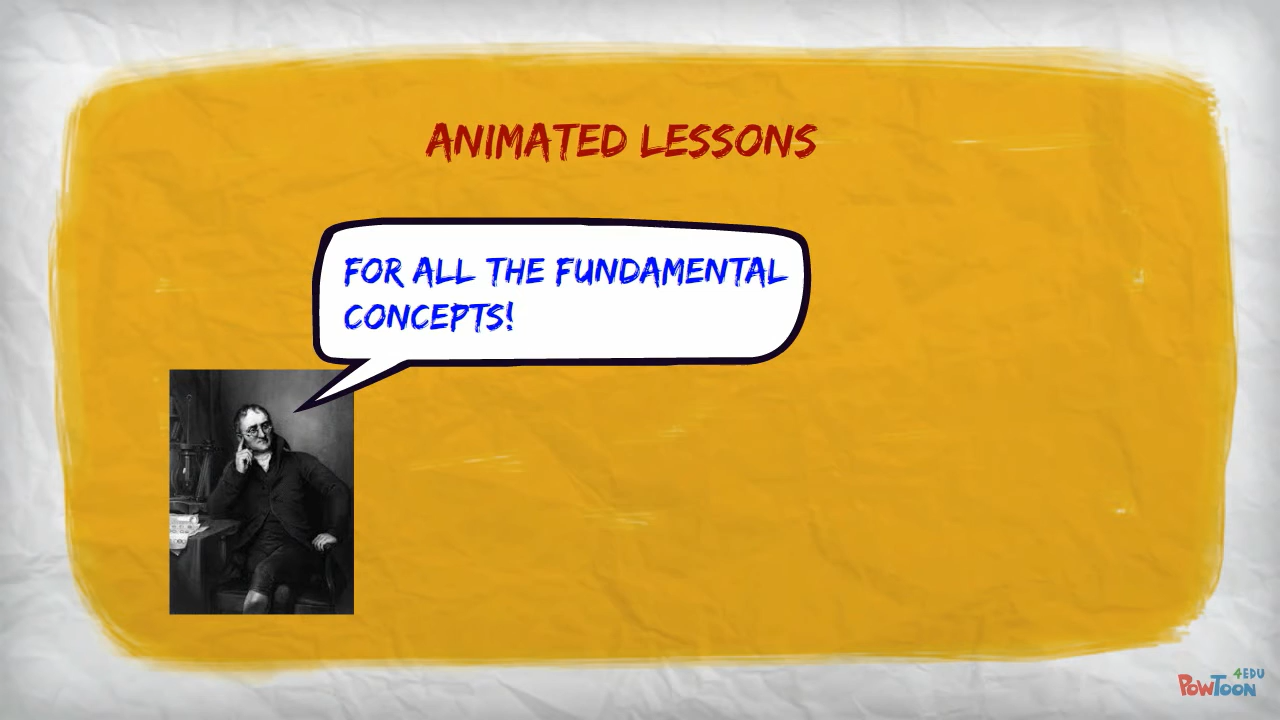 ANIMATED LESSONS
FOR ALL THE FUNDAMENTAL
CONCEPTS!
4EDU
POWTOON